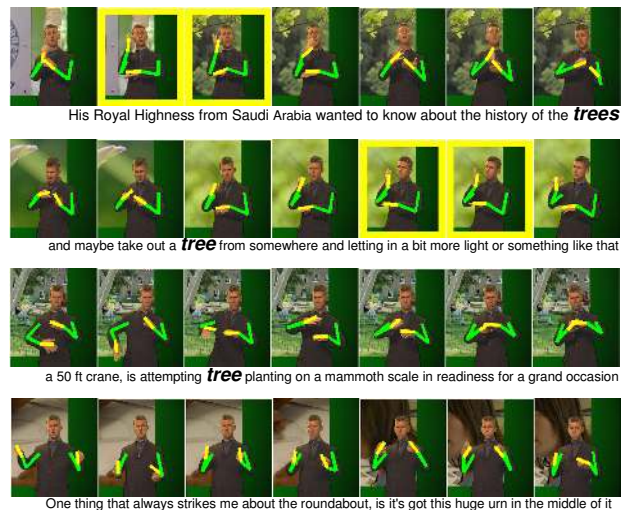 His Royal Highness from Saudi Arabia wanted to know about the history of the trees
and maybe take out a tree from somewhere and letting in a bit more light or something like that
a 50 ft crane, is attempting tree planting on a mammoth scale in readiness for a grand occasion
One thing that always strikes me about the roundabout, is it's got this huge urn in the middle of it